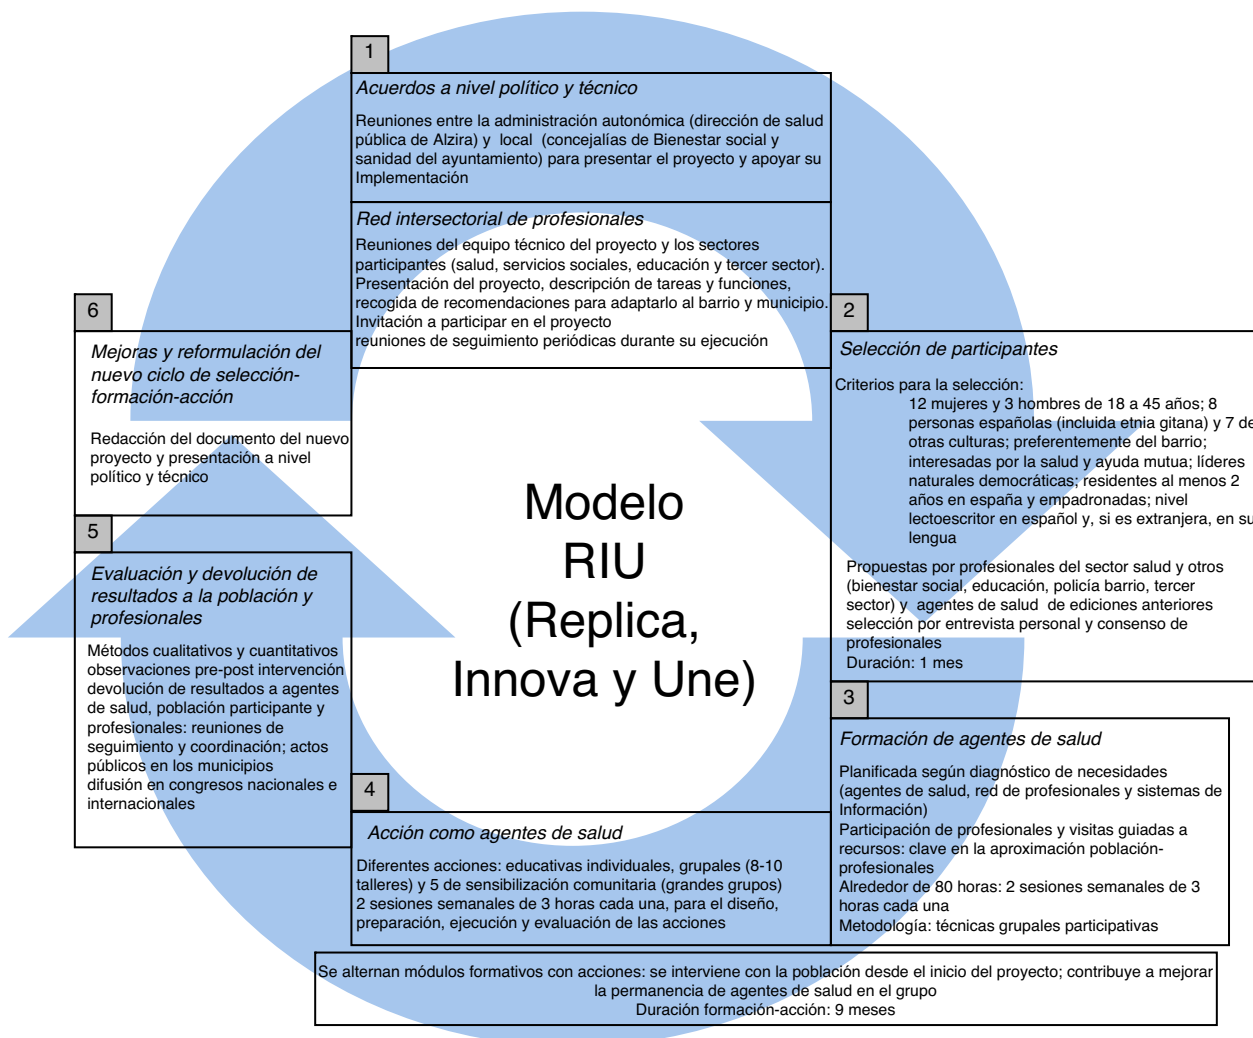 1
Acuerdos a nivel político y técnico
Reuniones entre la administración autonómica (dirección de salud
pública de Alzira) y local (concejalías de Bienestar social y
sanidad del ayuntamiento) para presentar el proyecto y apoyar su
Implementación
Red intersectorial de profesionales
Reuniones del equipo técnico del proyecto y los sectores
participantes (salud, servicios sociales, educación y tercer sector).
Presentación del proyecto, descripción de tareas y funciones,
recogida de recomendaciones para adaptarlo al barrio y municipio.
Invitación a participar en el proyecto
reuniones de seguimiento periódicas durante su ejecución
2
Selección de participantes
Criterios para la selección:
12 mujeres y 3 hombres de 18 a 45 años; 8
personas españolas (incluida etnia gitana) y 7 de
otras culturas; preferentemente del barrio;
interesadas por la salud y ayuda mutua; líderes
naturales democráticas; residentes al menos 2
años en españa y empadronadas; nivel
lectoescritor en español y, si es extranjera, en su
lengua
Propuestas por profesionales del sector salud y otros
(bienestar social, educación, policía barrio, tercer
sector) y agentes de salud de ediciones anteriores
selección por entrevista personal y consenso de
profesionales
Duración: 1 mes
3
Formación de agentes de salud
Planificada según diagnóstico de necesidades
(agentes de salud, red de profesionales y sistemas de
Información)
Participación de profesionales y visitas guiadas a
recursos: clave en la aproximación población-
profesionales
Alrededor de 80 horas: 2 sesiones semanales de 3
horas cada una
Metodología: técnicas grupales participativas
4
Acción como agentes de salud
Diferentes acciones: educativas individuales, grupales (8-10
talleres) y 5 de sensibilización comunitaria (grandes grupos)
2 sesiones semanales de 3 horas cada una, para el diseño,
preparación, ejecución y evaluación de las acciones
5
Evaluación y devolución de
resultados a la población y
profesionales
Métodos cualitativos y cuantitativos
observaciones pre-post intervención
devolución de resultados a agentes
de salud, población participante y
profesionales: reuniones de
seguimiento y coordinación; actos
públicos en los municipios
difusión en congresos nacionales e
internacionales
6
Mejoras y reformulación del
nuevo ciclo de selección-
formación-acción
Redacción del documento del nuevo
proyecto y presentación a nivel
político y técnico
Modelo
RIU
(Replica,
Innova y Une)
Se alternan módulos formativos con acciones: se interviene con la población desde el inicio del proyecto; contribuye a mejorar
la permanencia de agentes de salud en el grupo
Duración formación-acción: 9 meses